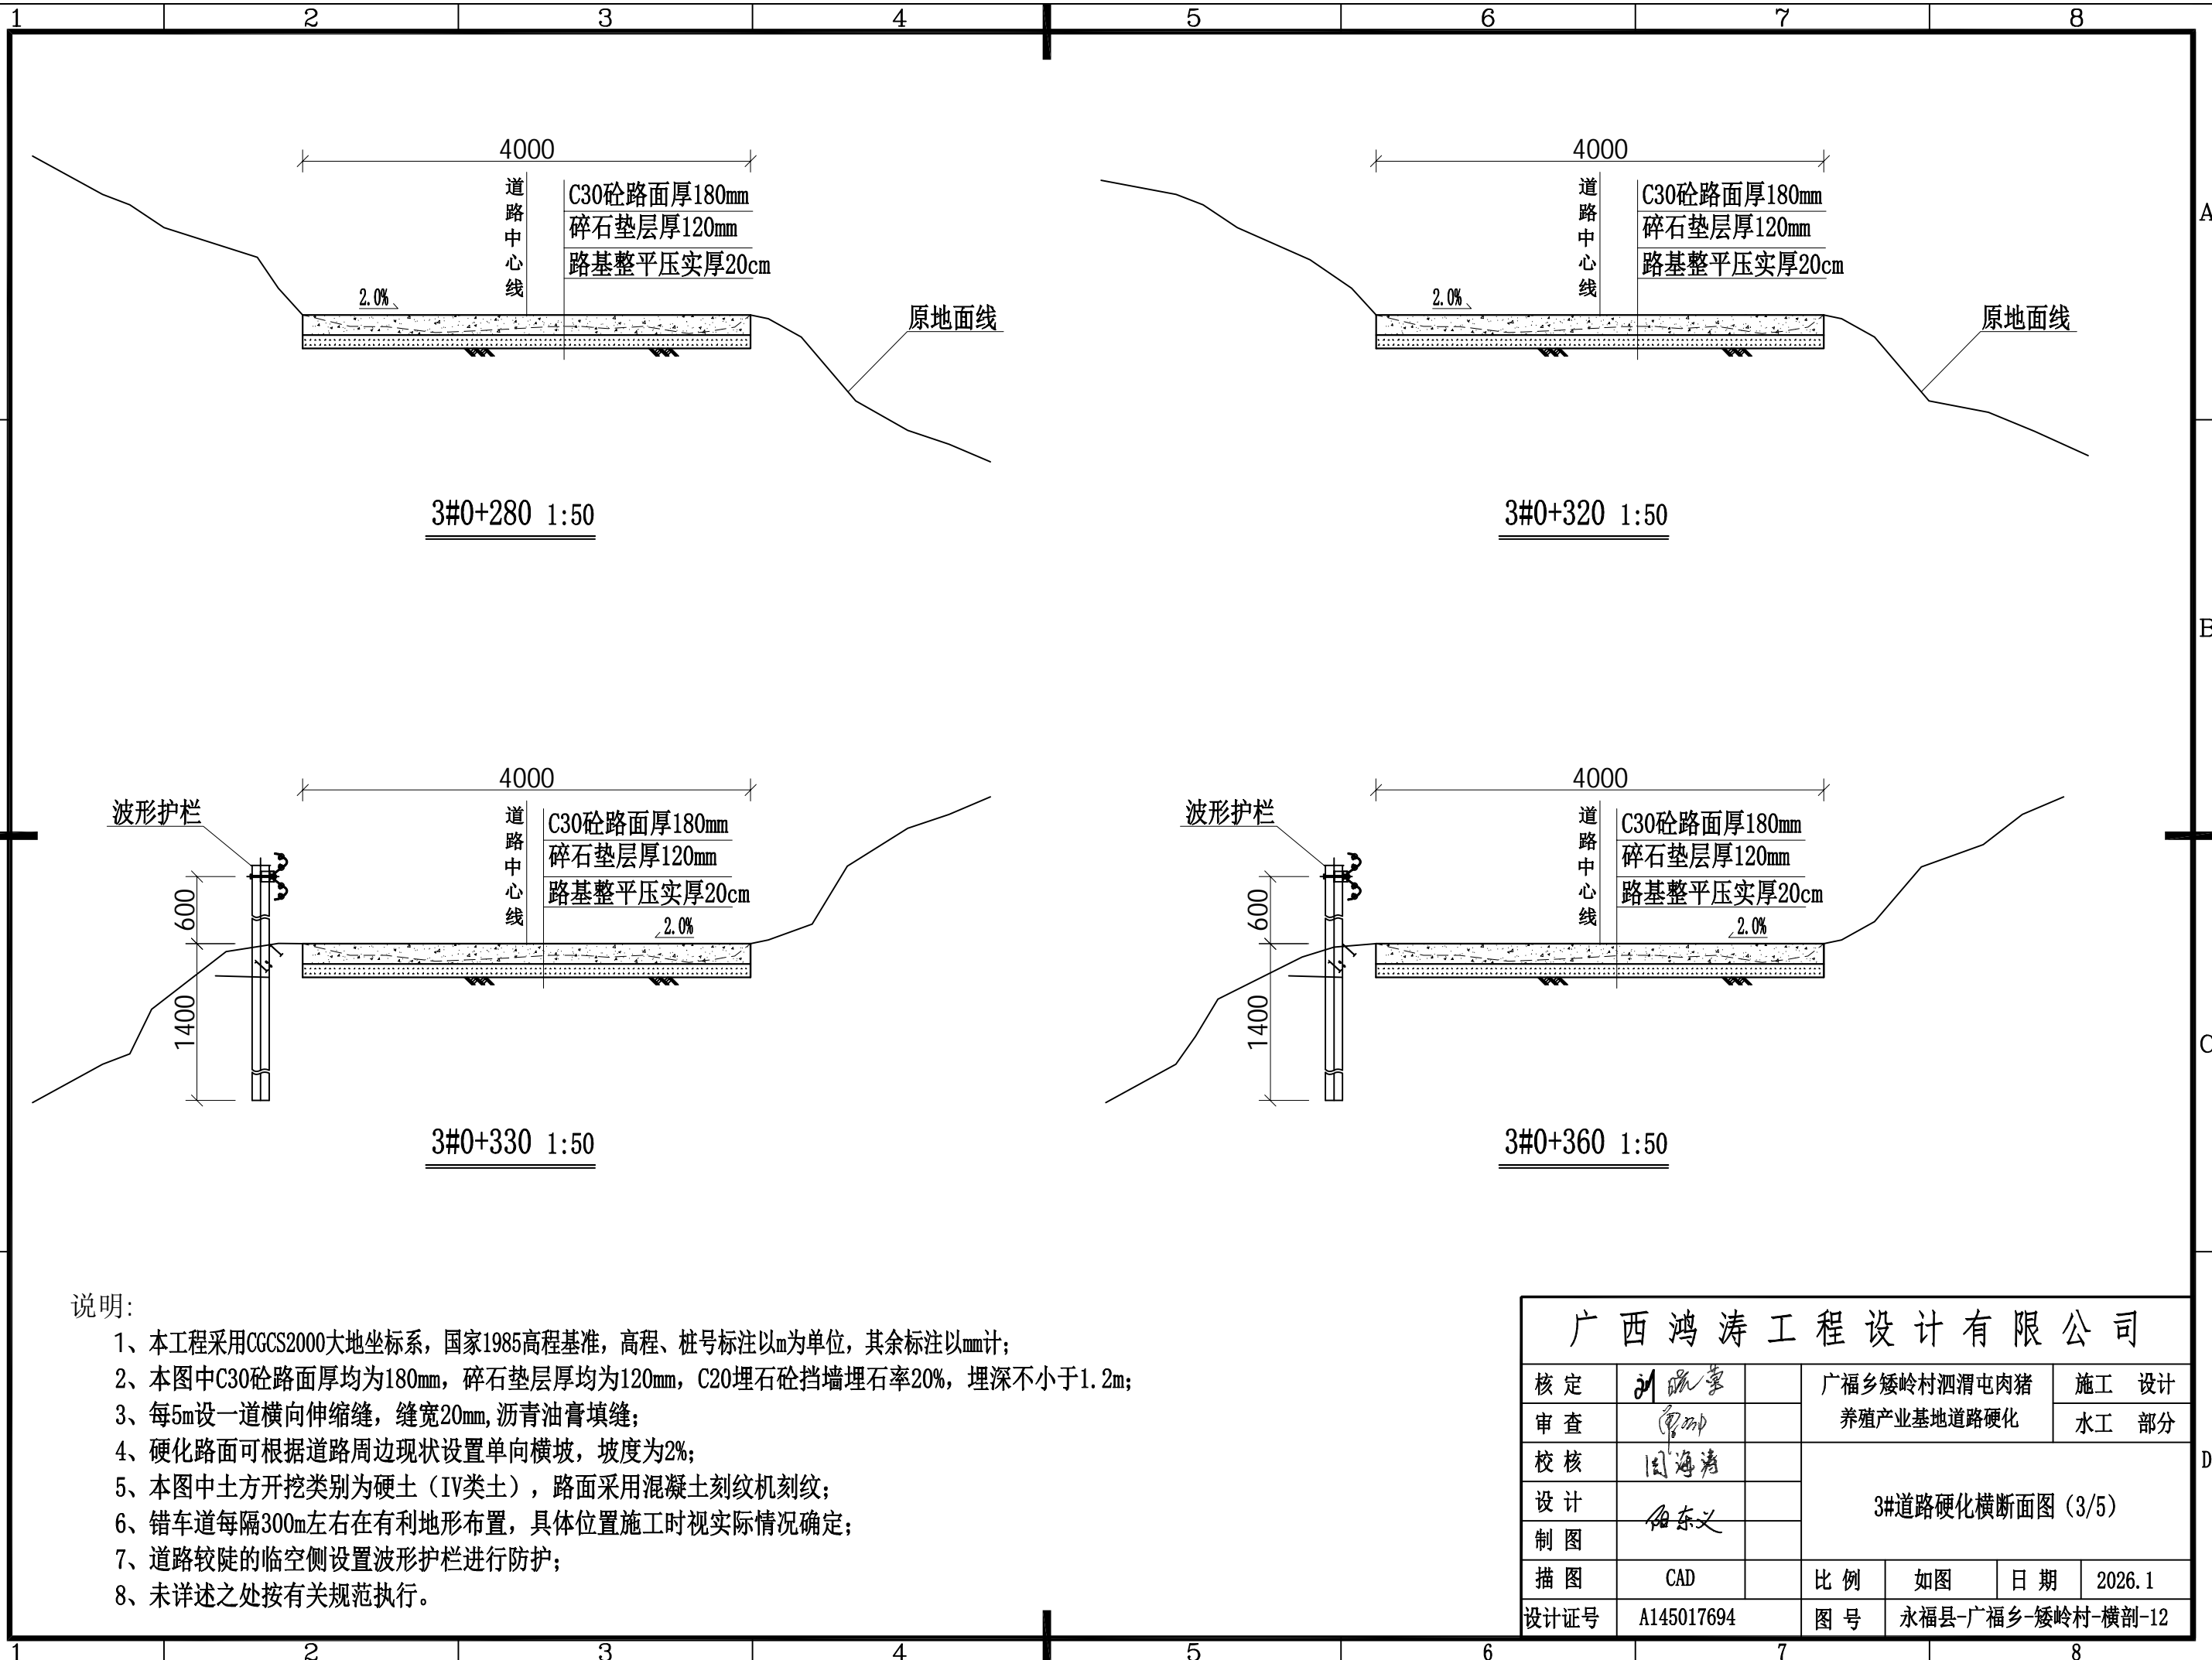 1 2 3 4 5 6 7 8
A
B
C
D
4000
道路中心线
C30砼路面厚180mm
碎石垫层厚120mm
路基整平压实厚20cm
2.0%
原地面线
3#0+280 1:50
4000
道路中心线
C30砼路面厚180mm
碎石垫层厚120mm
路基整平压实厚20cm
2.0%
原地面线
3#0+320 1:50
波形护栏
4000
道路中心线
C30砼路面厚180mm
碎石垫层厚120mm
路基整平压实厚20cm
2.0%
600
1:1
1400
3#0+330 1:50
波形护栏
4000
道路中心线
C30砼路面厚180mm
碎石垫层厚120mm
路基整平压实厚20cm
2.0%
600
1:1
1400
3#0+360 1:50
说明:
1、本工程采用CGCS2000大地坐标系，国家1985高程基准，高程、桩号标注以m为单位，其余标注以mm计；
2、本图中C30砼路面厚均为180mm，碎石垫层厚均为120mm，C20埋石砼挡墙埋石率20%，埋深不小于1.2m；
3、每5m设一道横向伸缩缝，缝宽20mm,沥青油膏填缝；
4、硬化路面可根据道路周边现状设置单向横坡，坡度为2%；
5、本图中土方开挖类别为硬土（IV类土），路面采用混凝土刻纹机刻纹；
6、错车道每隔300m左右在有利地形布置，具体位置施工时视实际情况确定；
7、道路较陡的临空侧设置波形护栏进行防护；
8、未详述之处按有关规范执行。
广西鸿涛工程设计有限公司
核定
审查
校核 周海涛
设计
制图
描图 CAD
设计证号 A145017694
广福乡矮岭村泗渭屯肉猪
养殖产业基地道路硬化
施工 设计
水工 部分
3#道路硬化横断面图（3/5）
比例 如图 日期 2026.1
图号 永福县-广福乡-矮岭村-横剖-12
1 2 3 4 5 6 7 8